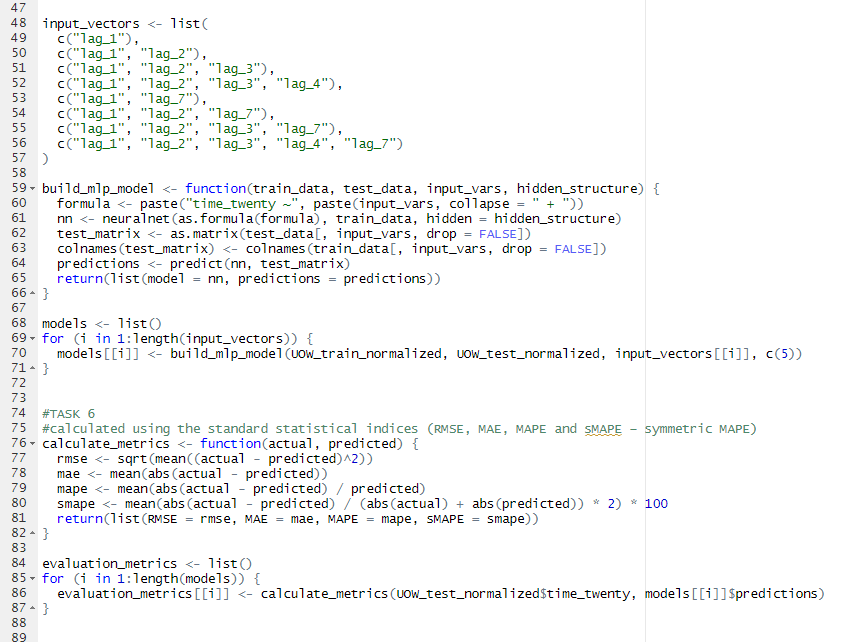 47
48 input_vectors <- list(
49   c("lag_1"),
50   c("lag_1", "lag_2"),
51   c("lag_1", "lag_2", "lag_3"),
52   c("lag_1", "lag_2", "lag_3", "lag_4"),
53   c("lag_1", "lag_7"),
54   c("lag_1", "lag_2", "lag_7"),
55   c("lag_1", "lag_2", "lag_3", "lag_7"),
56   c("lag_1", "lag_2", "lag_3", "lag_4", "lag_7")
57 )
58
59 build_mlp_model <- function(train_data, test_data, input_vars, hidden_structure) {
60   formula <- paste("time_twenty ~", paste(input_vars, collapse = " + "))
61   nn <- neuralnet(as.formula(formula), train_data, hidden = hidden_structure)
62   test_matrix <- as.matrix(test_data[, input_vars, drop = FALSE])
63   colnames(test_matrix) <- colnames(train_data[, input_vars, drop = FALSE])
64   predictions <- predict(nn, test_matrix)
65   return(list(model = nn, predictions = predictions))
66 }
67
68 models <- list()
69 for (i in 1:length(input_vectors)) {
70   models[[i]] <- build_mlp_model(UOW_train_normalized, UOW_test_normalized, input_vectors[[i]], c(5))
71 }
72
73
74 #TASK 6
75 #calculated using the standard statistical indices (RMSE, MAE, MAPE and sMAPE – symmetric MAPE)
76 calculate_metrics <- function(actual, predicted) {
77   rmse <- sqrt(mean((actual - predicted)^2))
78   mae <- mean(abs(actual - predicted))
79   mape <- mean(abs(actual - predicted) / predicted)
80   smape <- mean(abs(actual - predicted) / (abs(actual) + abs(predicted)) * 2) * 100
81   return(list(RMSE = rmse, MAE = mae, MAPE = mape, sMAPE = smape))
82 }
83
84 evaluation_metrics <- list()
85 for (i in 1:length(models)) {
86   evaluation_metrics[[i]] <- calculate_metrics(UOW_test_normalized$time_twenty, models[[i]]$predictions)
87 }
88
89